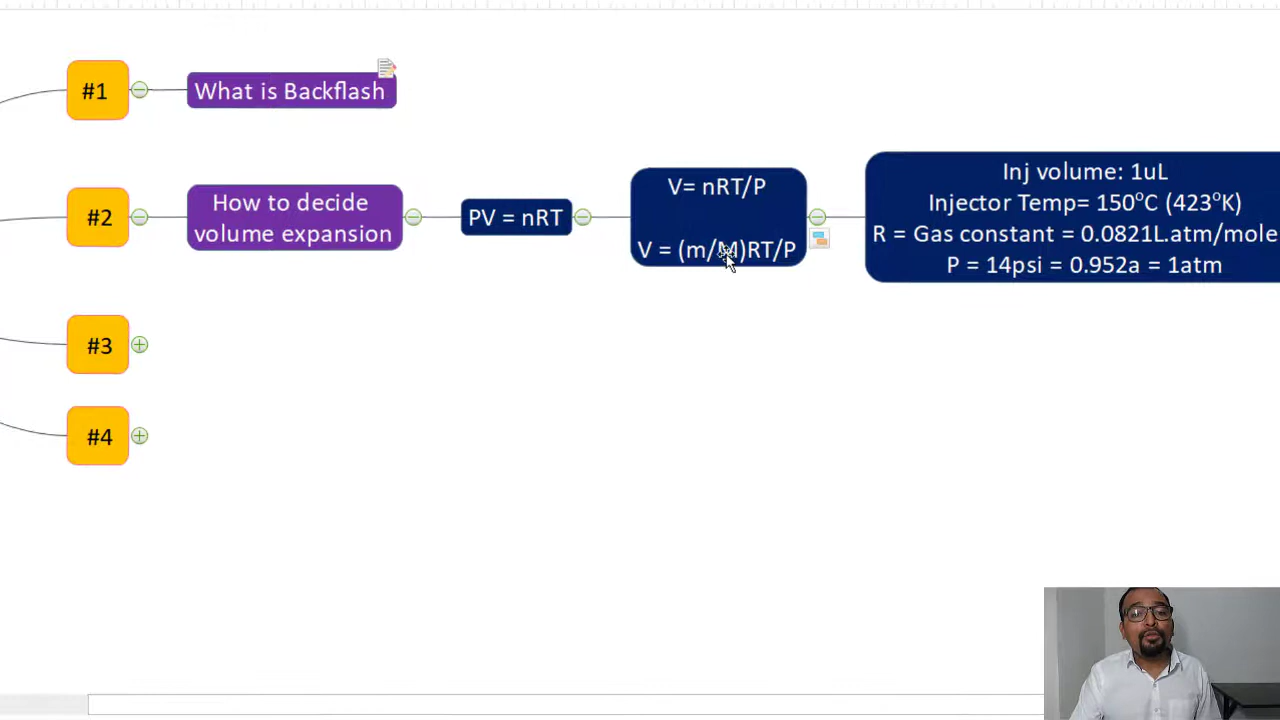 #1
What is Backflash
#2
How to decide
volume expansion
PV = nRT
V= nRT/P
V = (m/M)RT/P
Inj volume: 1uL
Injector Temp= 150°C (423°K)
R = Gas constant = 0.0821L.atm/mole
P = 14psi = 0.952a = 1atm
#3
#4